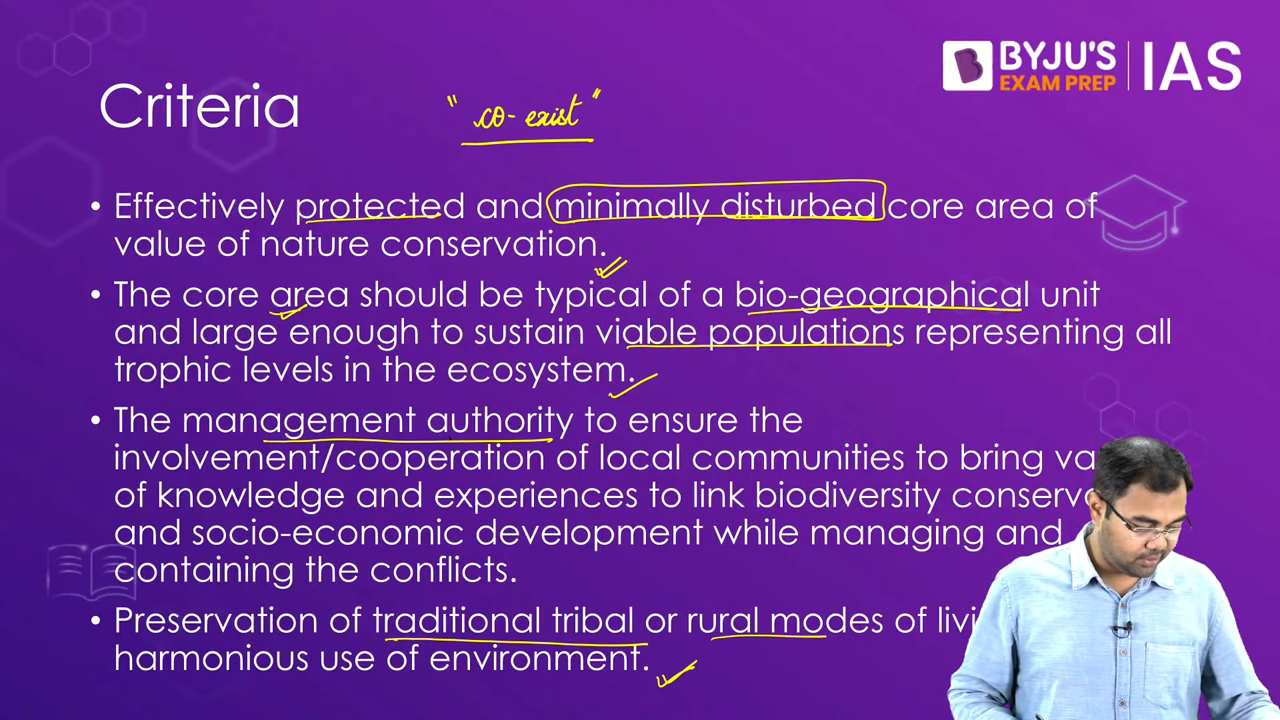 BYJU'S
EXAM PREP
IAS
Criteria
" co-exist "
• Effectively protected and minimally disturbed core area of
value of nature conservation.
• The core area should be typical of a bio-geographical unit
and large enough to sustain viable populations representing all
trophic levels in the ecosystem.
• The management authority to ensure the
involvement/cooperation of local communities to bring
of knowledge and experiences to link biodiversity
and socio-economic development while managing and
containing the conflicts.
• Preservation of traditional tribal or rural modes of
harmonious use of environment.